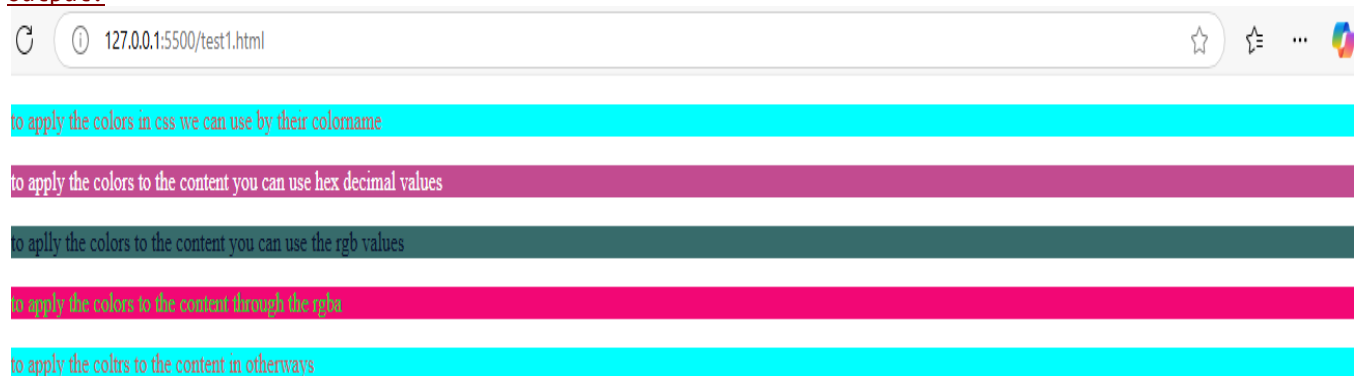 output:
127.0.0.1:5500/test1.html
to apply the colors in css we can use by their colorname
to apply the colors to the content you can use hex decimal values
to aplly the colors to the content you can use the rgb values
to apply the colors to the content through the rgba
to apply the coltrs to the content in otherways